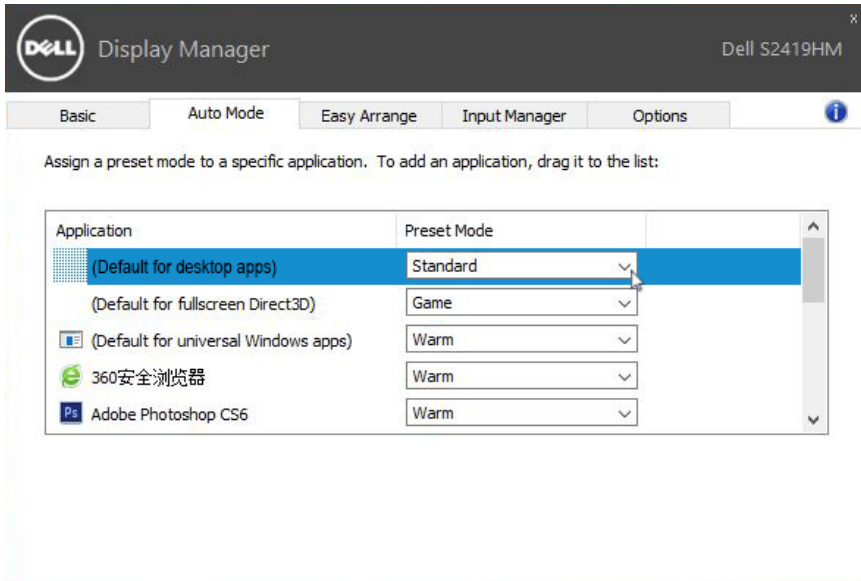 DELL Display Manager Dell S2419HM
x
Basic Auto Mode Easy Arrange Input Manager Options i
Assign a preset mode to a specific application. To add an application, drag it to the list:
Application Preset Mode
(Default for desktop apps) Standard
(Default for fullscreen Direct3D) Game
(Default for universal Windows apps) Warm
360安全浏览器 Warm
Ps Adobe Photoshop CS6 Warm